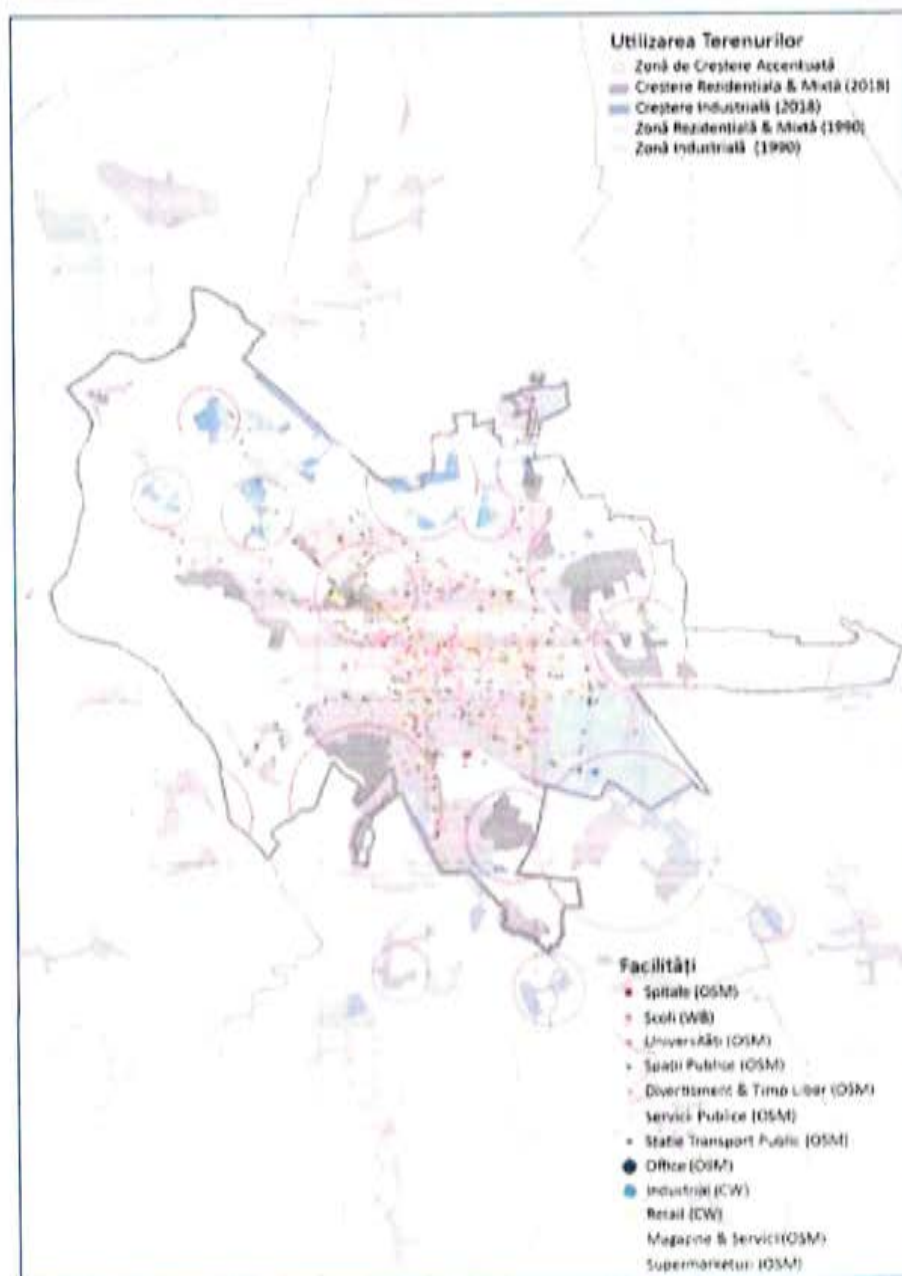 Utilizarea Terenurilor
Zonă de Creștere Accentuată
Creștere Rezidentiala & Mixtă (2018)
Creștere Industrială (2018)
Zonă Rezidențială & Mixtă (1990)
Zonă Industrială (1990)
Facilități
Spitale (OSM)
Școli (WB)
Universități (OSM)
Spații Publice (OSM)
Divertisment & Timp Liber (OSM)
Servicii Publice (OSM)
Statie Transport Public (OSM)
Office (OSM)
Industrial (CW)
Retail (CW)
Magazine & Servicii (OSM)
Supermarketuri (OSM)